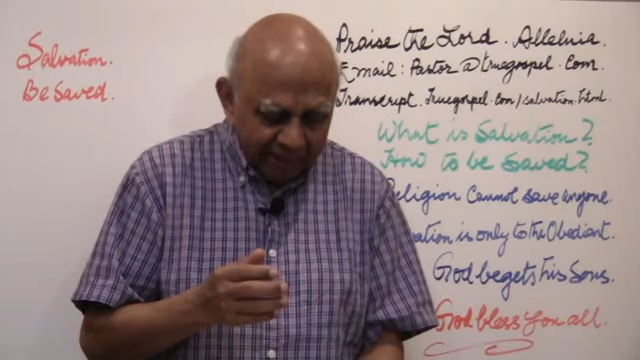 Salvation.
Be Saved.
Praise the Lord. Alleluia.
Email: Pastor@truegospel.com.
Transcript. Truegospel.com/salvation.html
What is Salvation?
How to be saved?
Religion Cannot save anyone.
is only to the Obedient.
God begets His Sons.
God bless you all.